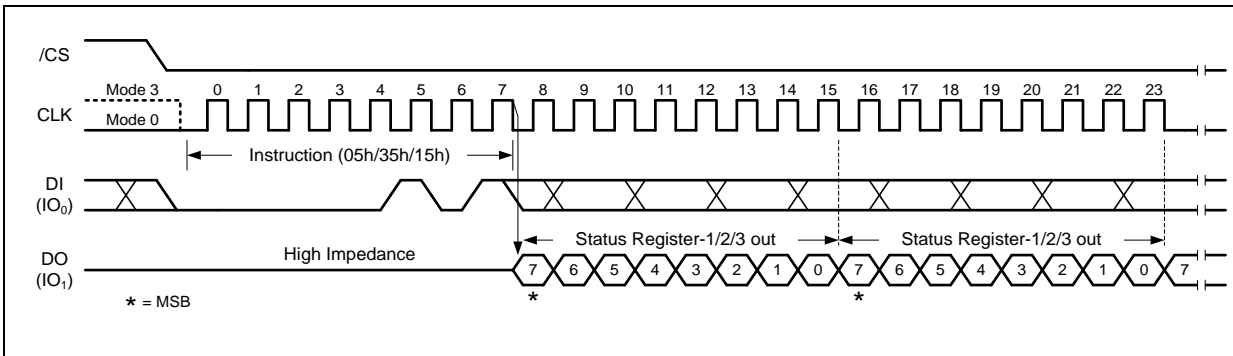 /CS
Mode 3
0 1 2 3 4 5 6 7 8 9 10 11 12 13 14 15 16 17 18 19 20 21 22 23
CLK
Mode 0
Instruction (05h/35h/15h)
DI
(IO0)
Status Register-1/2/3 out Status Register-1/2/3 out
High Impedance
DO
(IO1)
7 6 5 4 3 2 1 0 7 6 5 4 3 2 1 0 7
* *
* = MSB